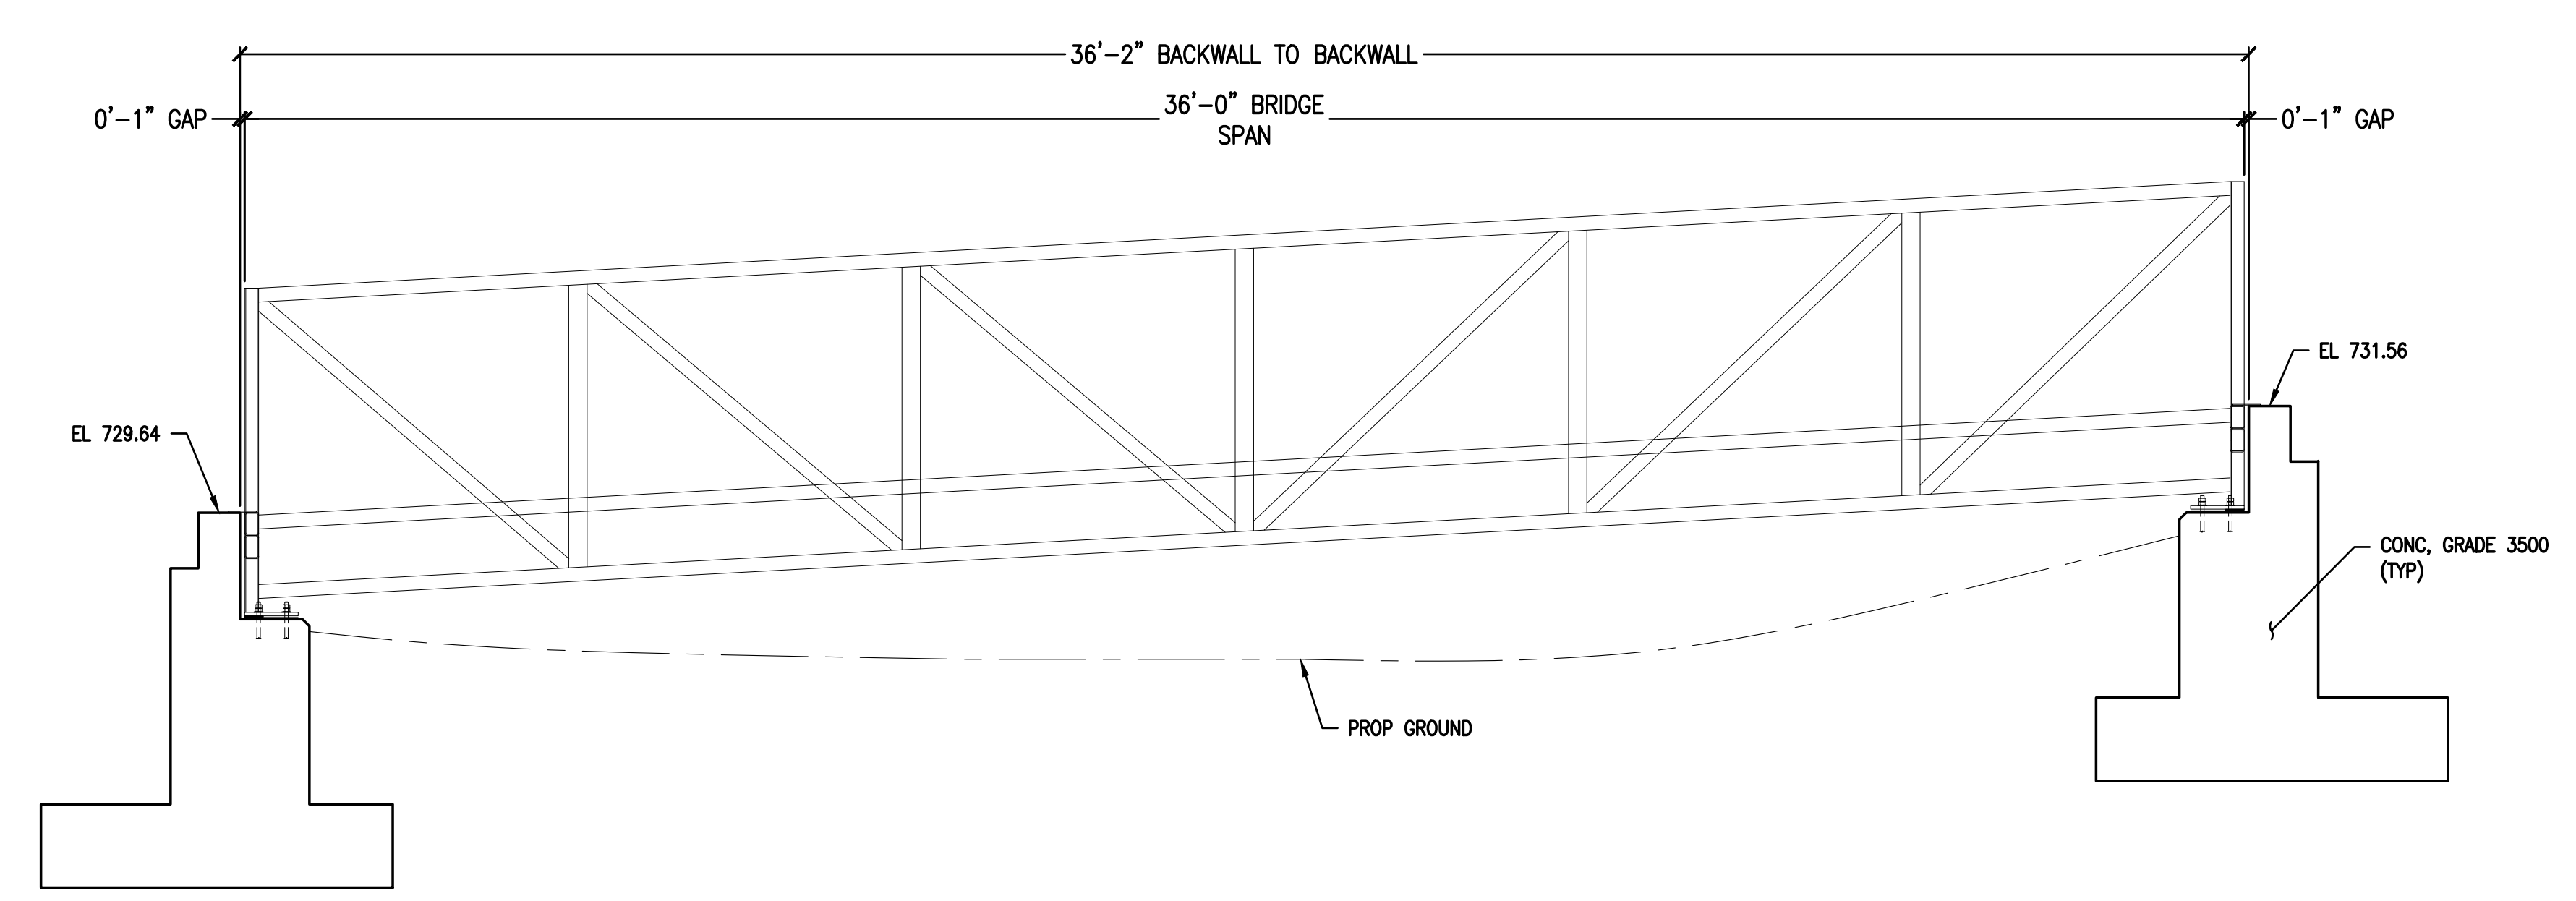 36'-2" BACKWALL TO BACKWALL
0'-1" GAP
36'-0" BRIDGE
SPAN
0'-1" GAP
EL 731.56
EL 729.64
CONC, GRADE 3500
(TYP)
PROP GROUND